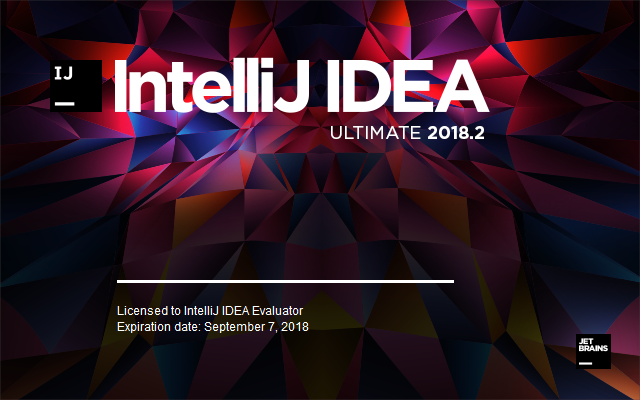 IJ
IntelliJ IDEA
ULTIMATE 2018.2
Licensed to IntelliJ IDEA Evaluator
Expiration date: September 7, 2018
JET
BRAINS